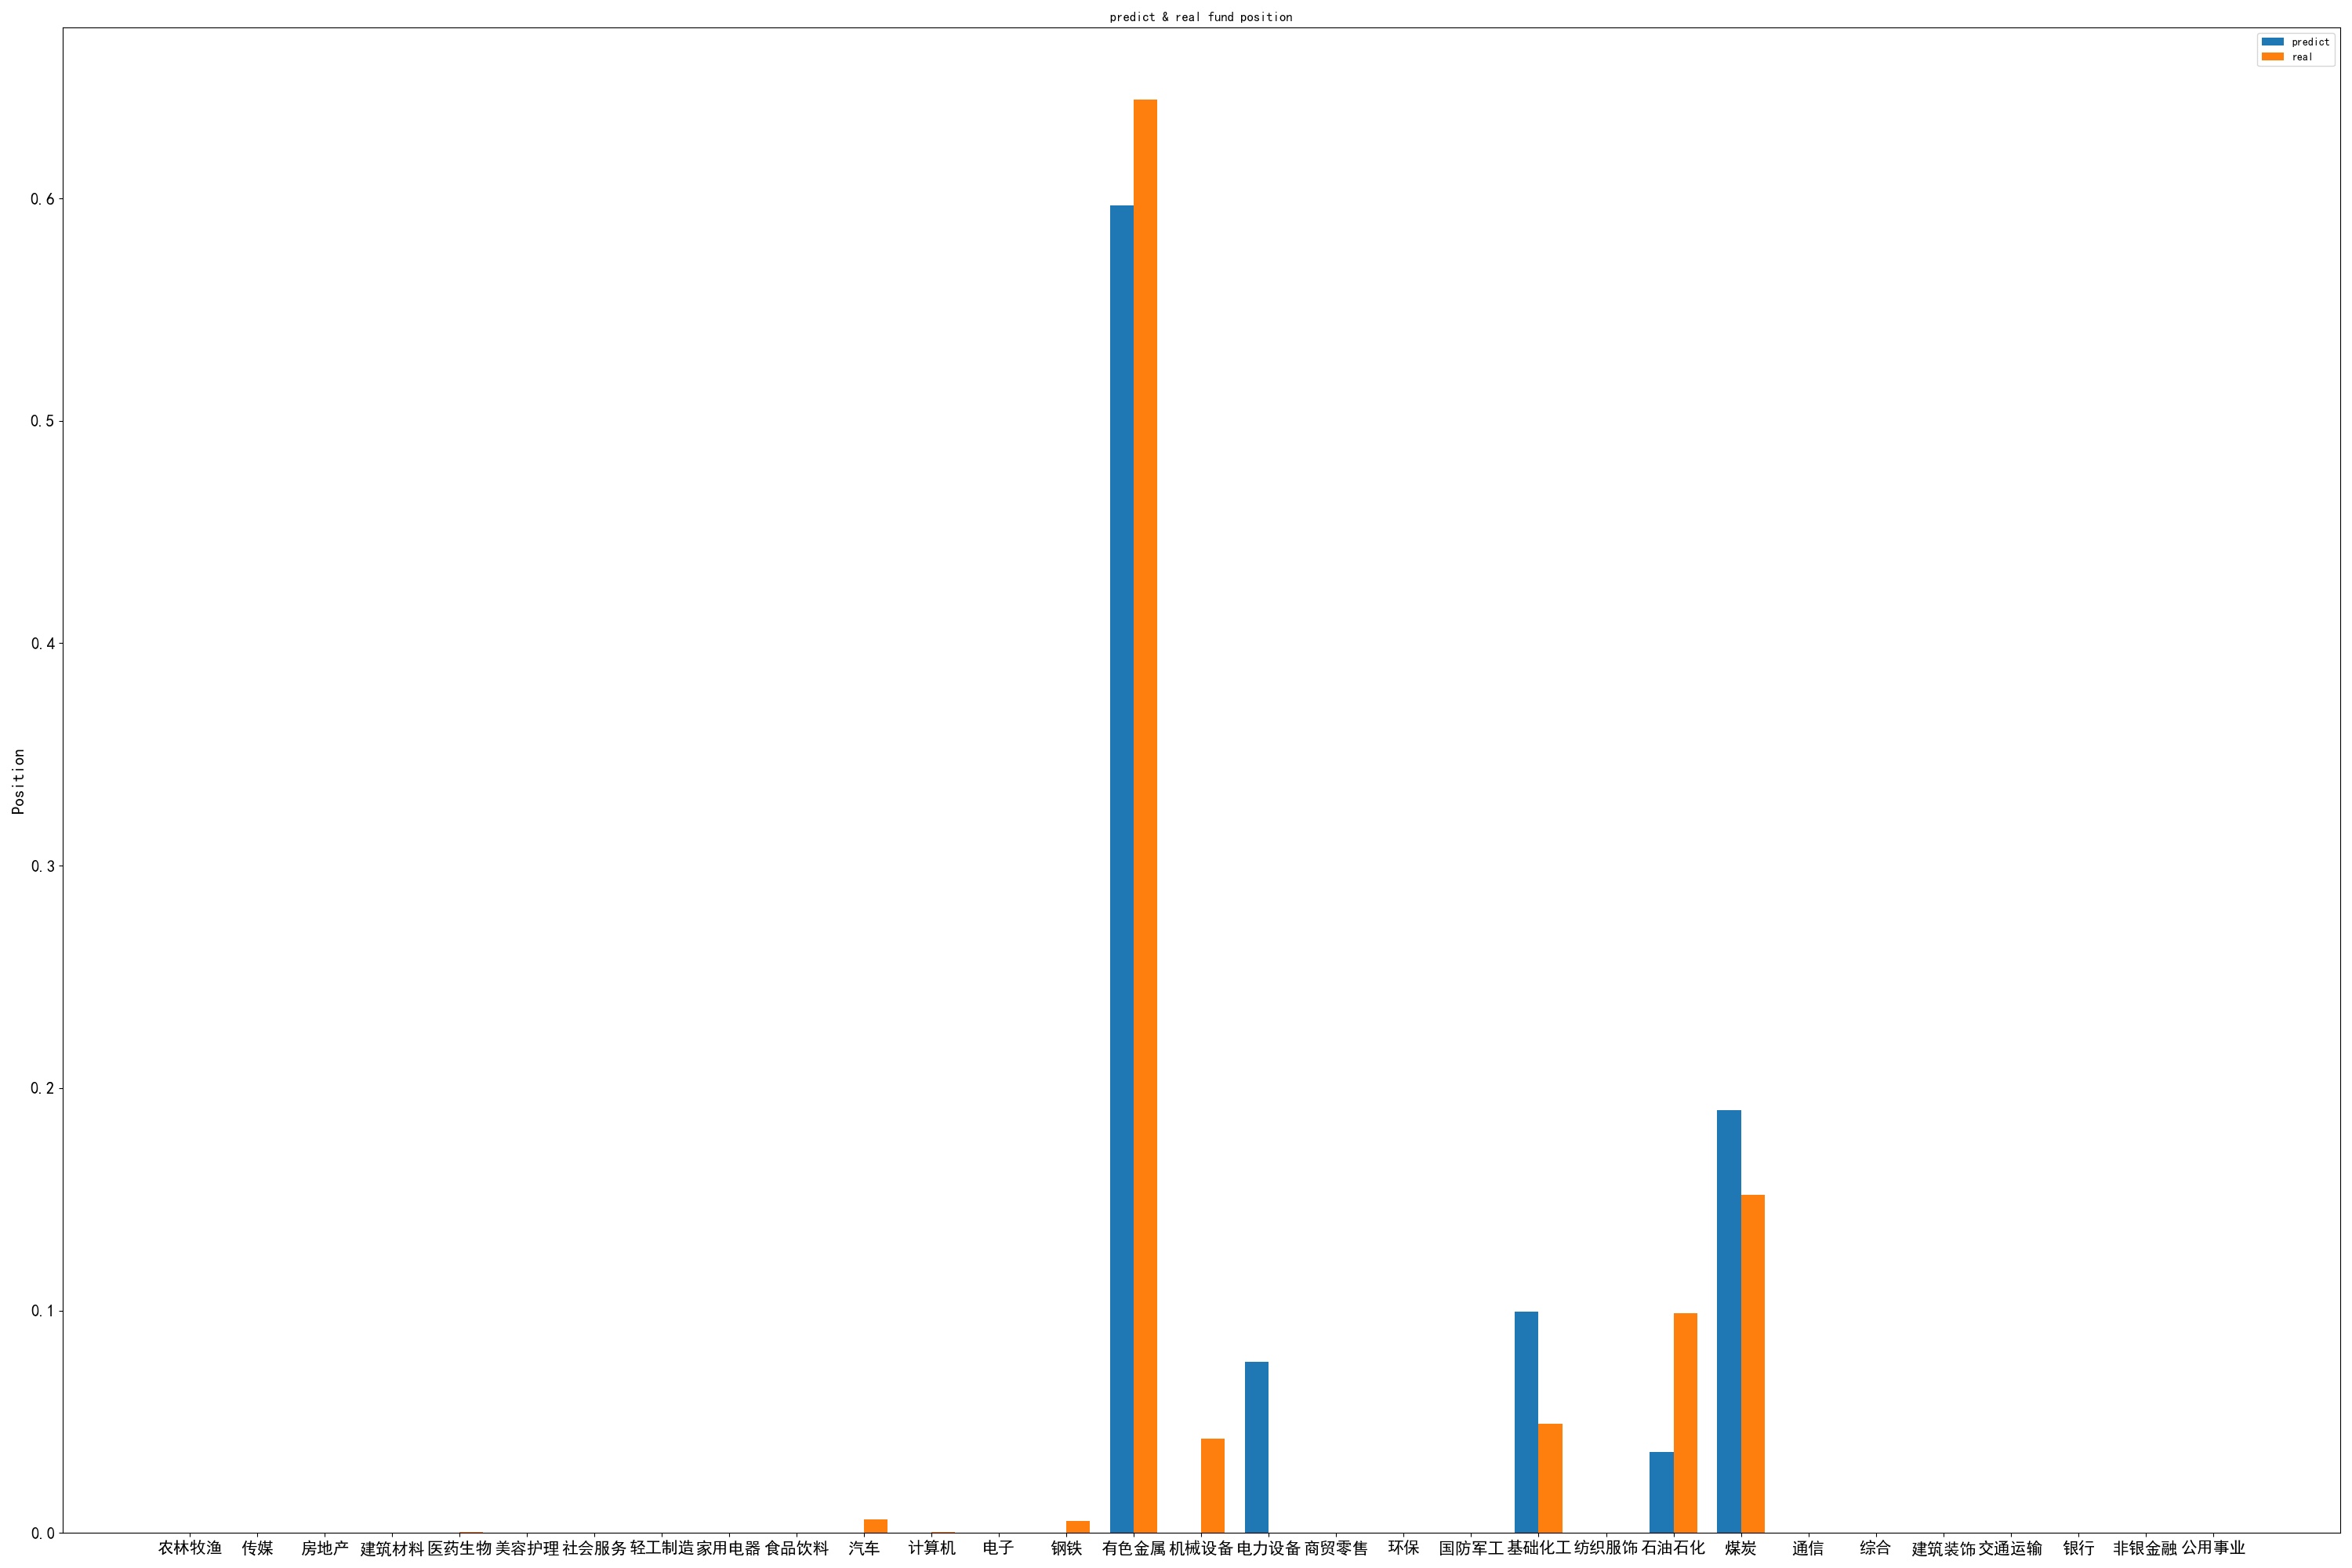 predict & real fund position
predict
real
Position
0.6
0.5
0.4
0.3
0.2
0.1
0.0
农林牧渔 传媒 房地产 建筑材料 医药生物 美容护理 社会服务 轻工制造 家用电器 食品饮料 汽车 计算机 电子 钢铁 有色金属 机械设备 电力设备 商贸零售 环保 国防军工 基础化工 纺织服饰 石油石化 煤炭 通信 综合 建筑装饰 交通运输 银行 非银金融 公用事业